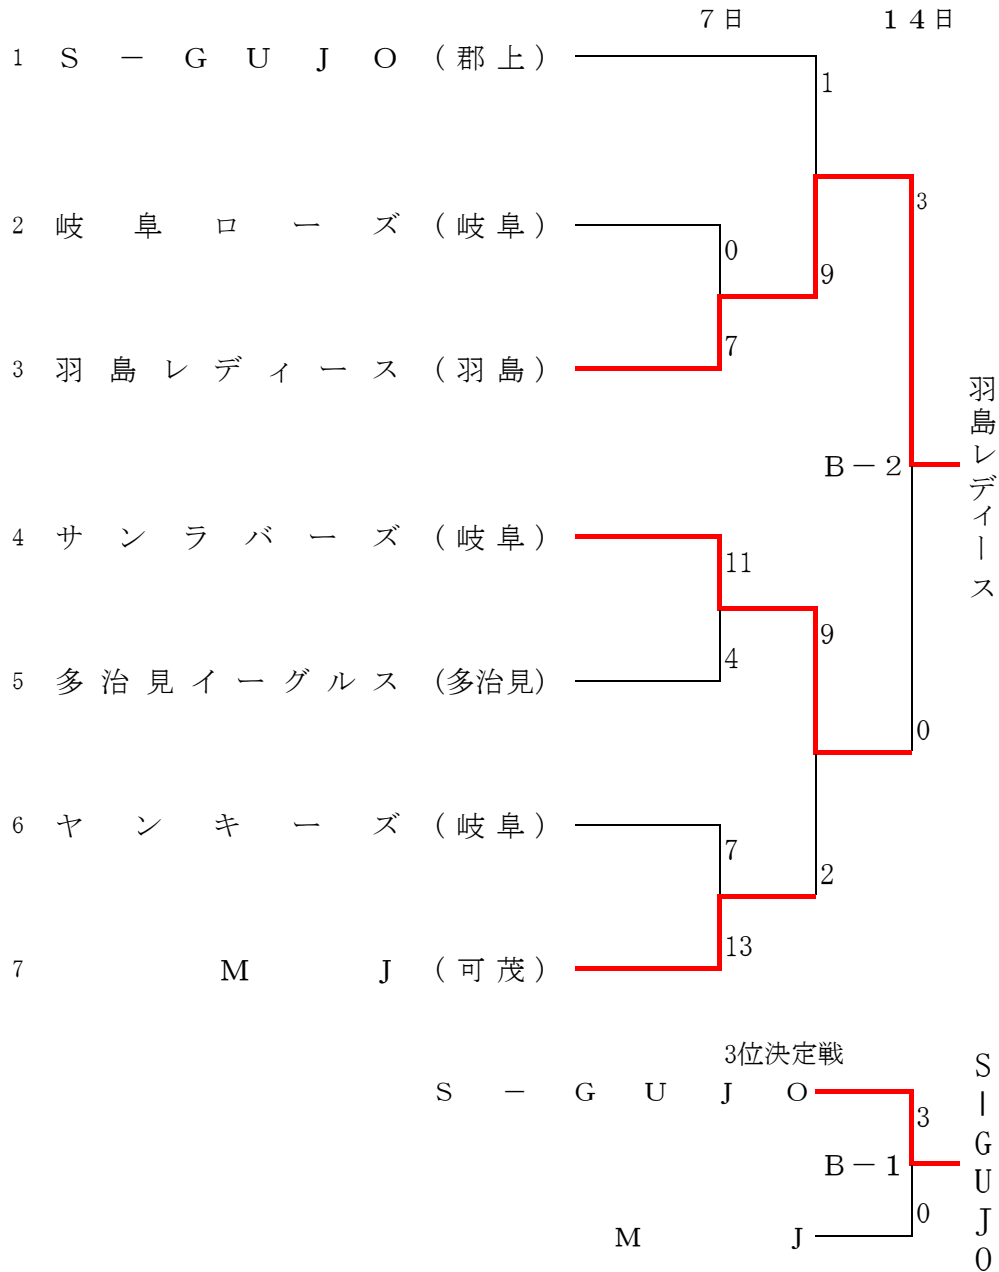 7日 14日
1 S－GUJO (郡上)
1
3
2 岐阜ローズ (岐阜)
0
9
7
3 羽島レディース (羽島)
羽島レディース
B－2
4 サンラバーズ (岐阜)
11
9
4
5 多治見イーグルス (多治見)
0
6 ヤンキーズ (岐阜)
7
2
13
7 MJ (可茂)
3位決定戦
S－GUJO
3
B－1
S－GUJO
0
MJ